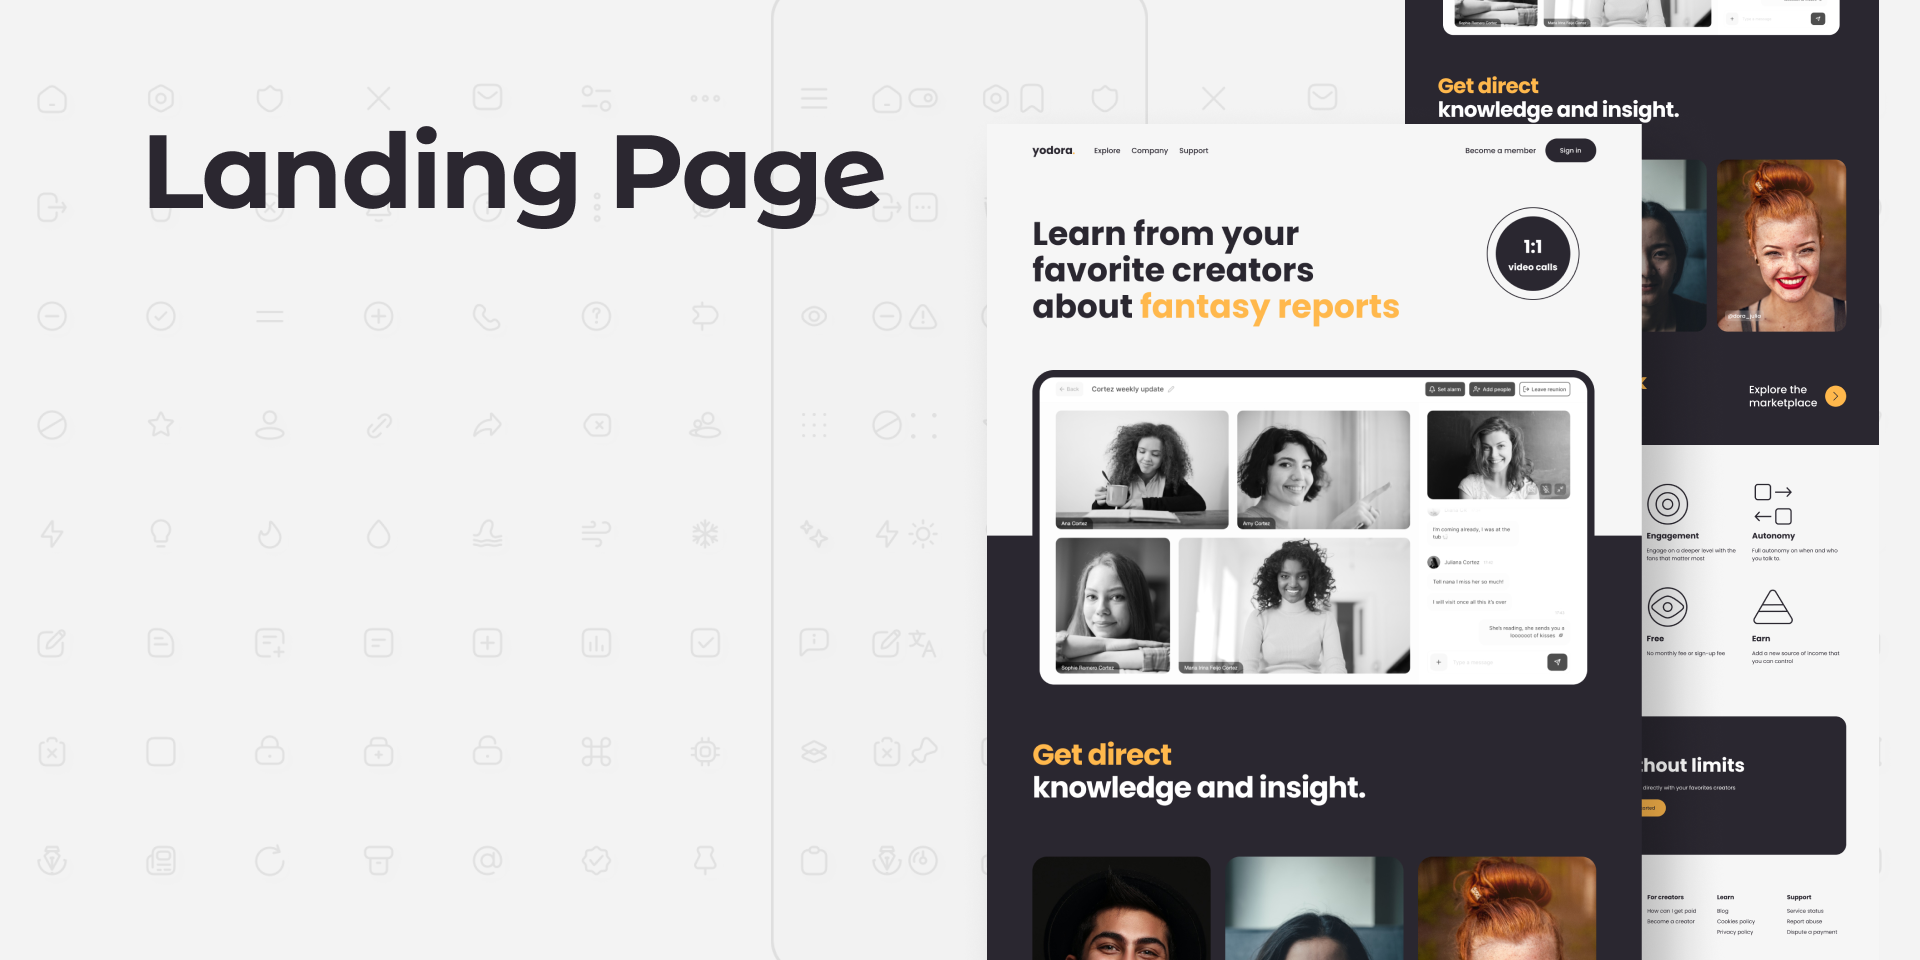 Landing Page
yodora.
Explore
Company
Support
Become a member
Sign in
Learn from your
favorite creators
about fantasy reports
1:1
video calls
Back
Cortez weekly update
Set alarm
Add people
Leave reunion
Ana Cortez
Amy Cortez
Sophie Romero Cortez
Maria Irina Feijó Cortez
I'm coming already, I was at the
tub
Juliana Cortez
Tell nana I miss her so much!
I will visit once all this it's over
She's reading, she sends you a
loooooot of kisses
Type a message
Get direct
knowledge and insight.
Get direct
knowledge and insight.
Explore the
marketplace
Engagement
Engage on a deeper level with the
fans that matter most
Autonomy
Full autonomy on when and who
you talk to.
Free
No monthly fee or sign-up fee
Earn
Add a new source of income that
you can control
thout limits
directly with your favorites creators
For creators
How can I get paid
Become a creator
Learn
Blog
Cookies policy
Privacy policy
Support
Service status
Report abuse
Dispute a payment